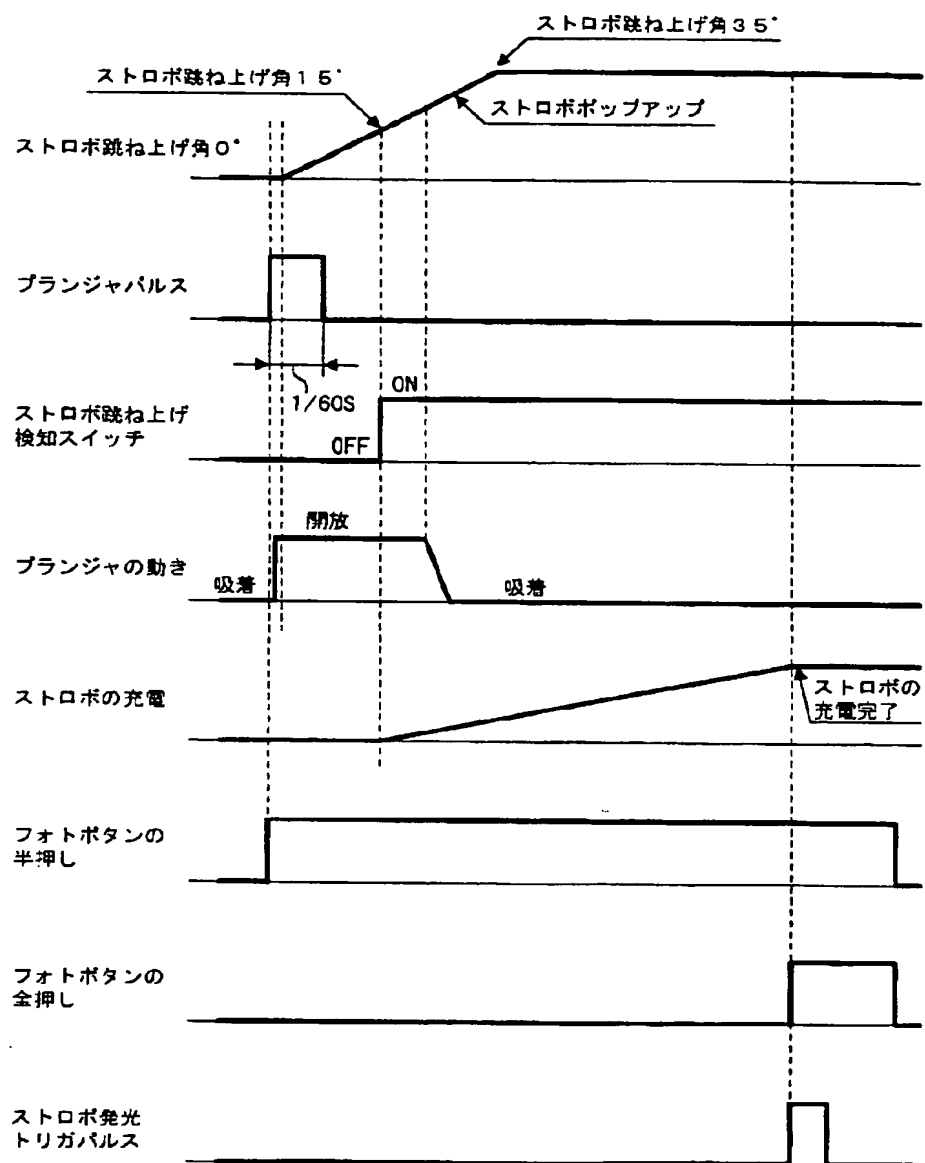 ストロボ跳ね上げ角35°
ストロボ跳ね上げ角15°
ストロボポップアップ
ストロボ跳ね上げ角0°
プランジャパルス
1/60S
ON
ストロボ跳ね上げ
検知スイッチ
OFF
開放
プランジャの動き
吸着
吸着
ストロボの充電
ストロボの
充電完了
フォトボタンの
半押し
フォトボタンの
全押し
ストロボ発光
トリガパルス